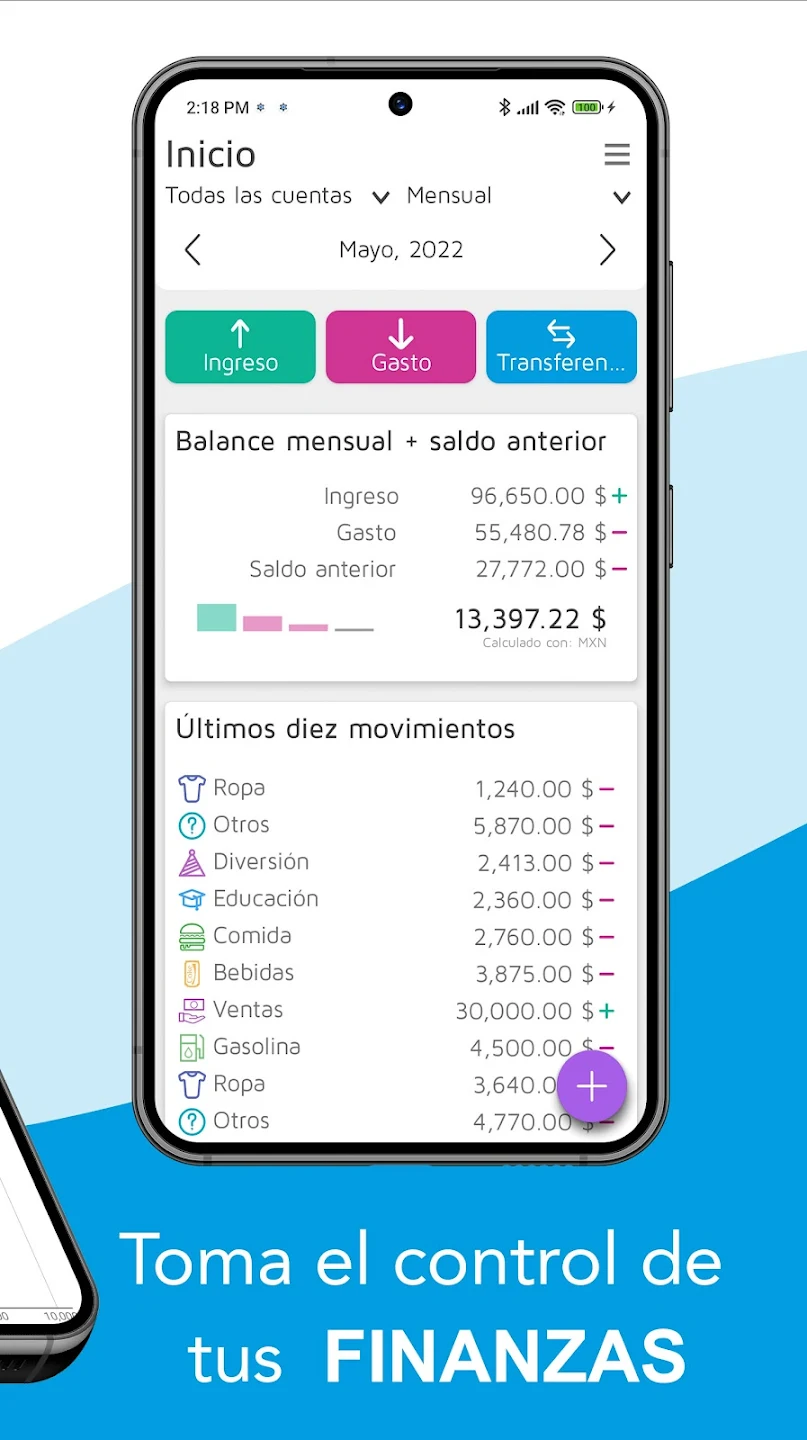 2:18 PM
100
Inicio
Todas las cuentas Mensual
Mayo, 2022
Ingreso Gasto Transferen...
Balance mensual + saldo anterior
Ingreso 96,650.00 $ +
Gasto 55,480.78 $ −
Saldo anterior 27,772.00 $ −
13,397.22 $
Calculado con: MXN
Últimos diez movimientos
Ropa 1,240.00 $ −
? Otros 5,870.00 $ −
Diversión 2,413.00 $ −
Educación 2,360.00 $ −
Comida 2,760.00 $ −
Bebidas 3,875.00 $ −
Ventas 30,000.00 $ +
Gasolina 4,500.00 $ −
Ropa 3,640.0
? Otros 4,770.00 $ −
10,000
Toma el control de
tus FINANZAS